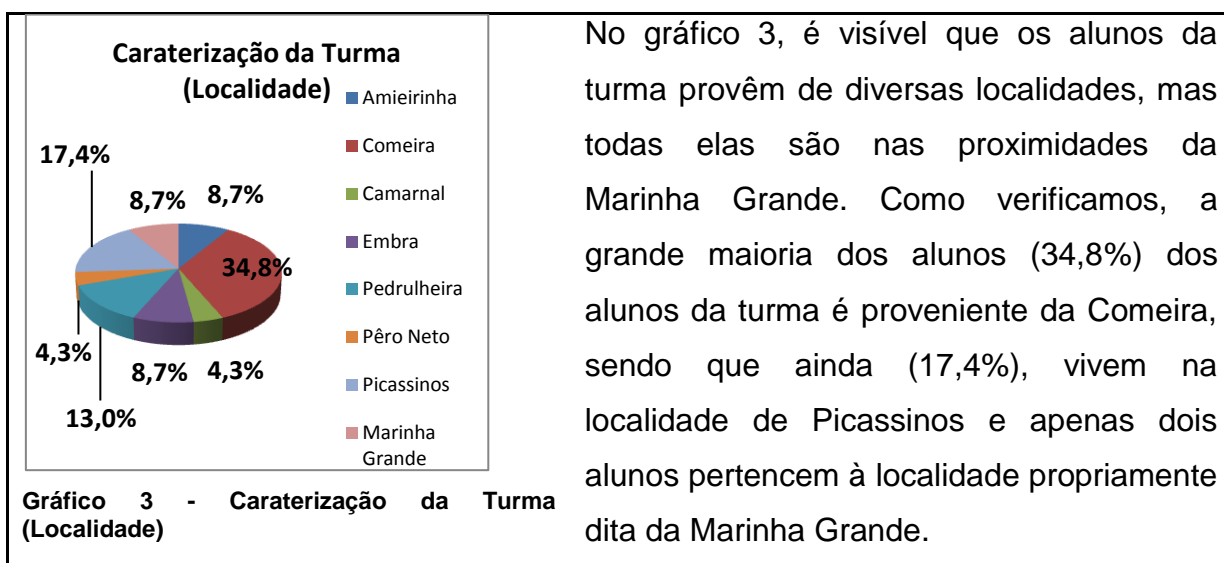 Caraterização da Turma
(Localidade)
Amieirinha
Comeira
Camarnal
Embra
Pedrulheira
Pêro Neto
Picassinos
Marinha
Grande
17,4%
8,7%
8,7%
34,8%
4,3%
8,7%
4,3%
13,0%
Gráfico 3 - Caraterização da Turma
(Localidade)
No gráfico 3, é visível que os alunos da
turma provêm de diversas localidades, mas
todas elas são nas proximidades da
Marinha Grande. Como verificamos, a
grande maioria dos alunos (34,8%) dos
alunos da turma é proveniente da Comeira,
sendo que ainda (17,4%), vivem na
localidade de Picassinos e apenas dois
alunos pertencem à localidade propriamente
dita da Marinha Grande.